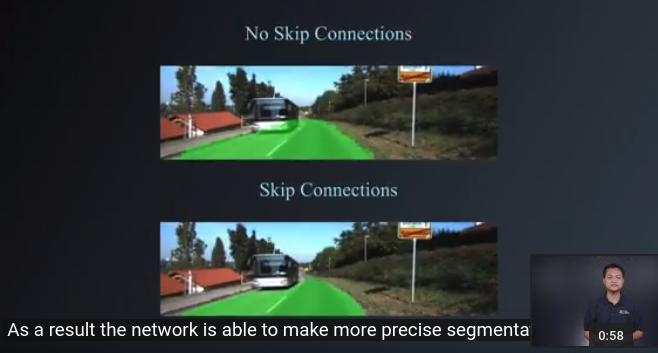 No Skip Connections
Skip Connections
As a result the network is able to make more precise segmenta
0:58